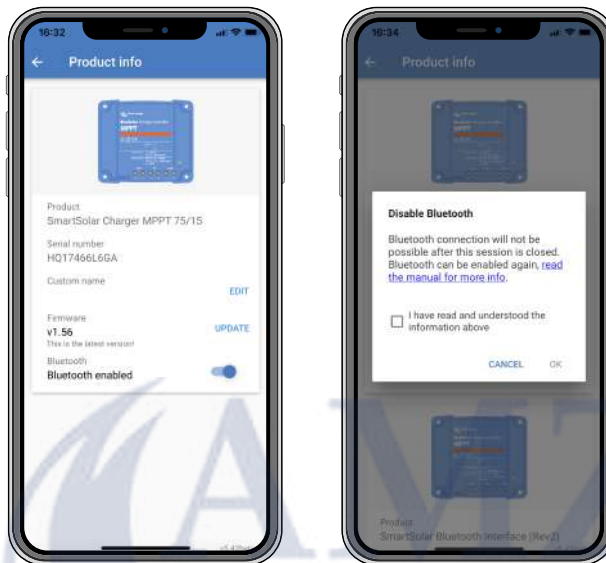 16:32
Product info
Product
SmartSolar Charger MPPT 75/15
Serial number
HQ17466L6GA
Custom name
EDIT
Firmware
v1.56
UPDATE
This is the latest version!
Bluetooth
Bluetooth enabled
16:34
Product info
Disable Bluetooth
Bluetooth connection will not be
possible after this session is closed.
Bluetooth can be enabled again, read
the manual for more info.
I have read and understood the
information above
CANCEL OK
Product
SmartSolar Bluetooth Interface (Rev2)
AMZ